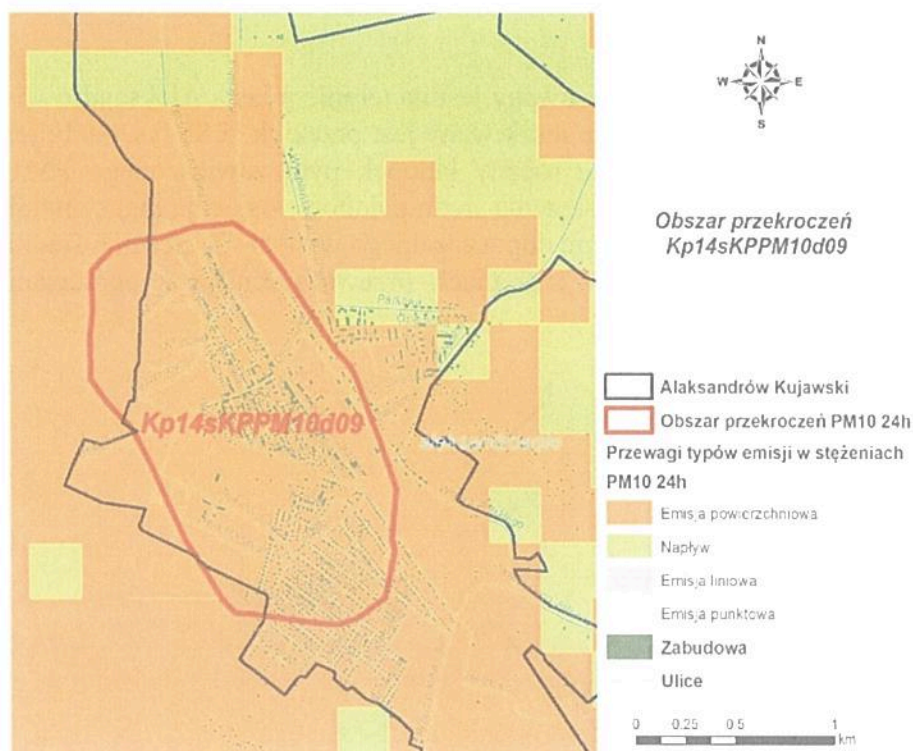 N
W E
S
Obszar przekroczeń
Kp14sKPPM10d09
Kp14sKPPM10d09
Alaksandrów Kujawski
Obszar przekroczeń PM10 24h
Przewagi typów emisji w stężeniach
PM10 24h
Emisja powierzchniowa
Napływ
Emisja liniowa
Emisja punktowa
Zabudowa
Ulice
0 0.25 0.5 1
km